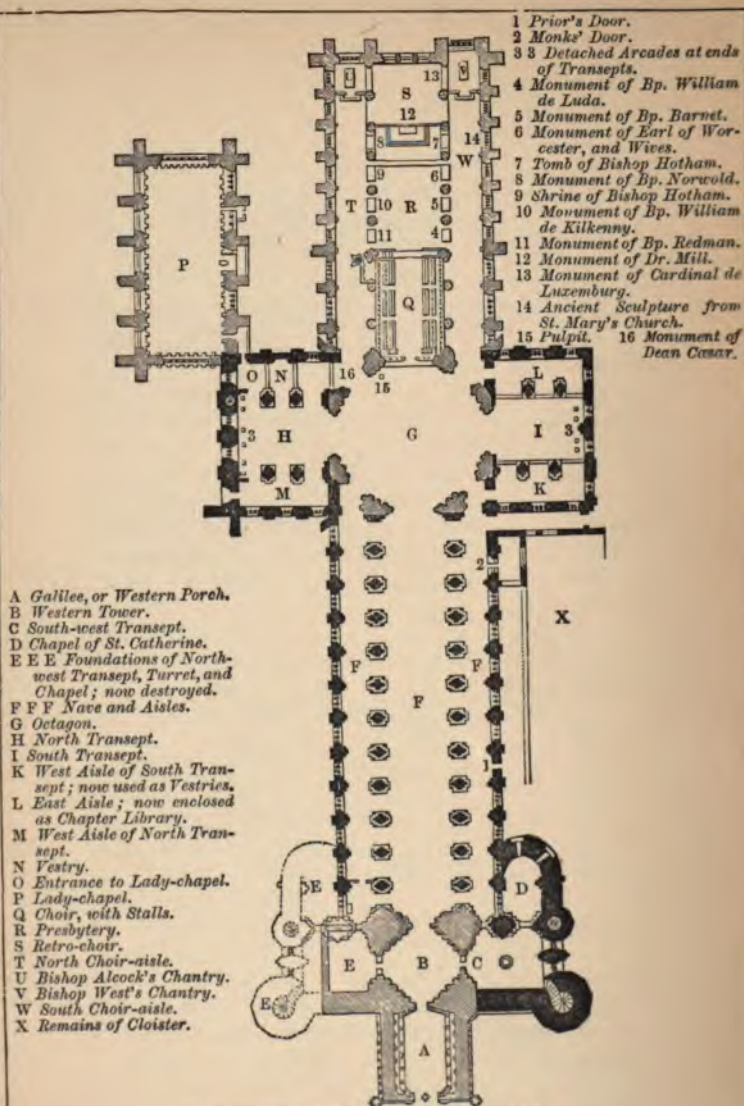 1 Prior's Door.
2 Monks' Door.
3 3 Detached Arcades at ends
of Transepts.
4 Monument of Bp. William
de Luda.
5 Monument of Bp. Barnet.
6 Monument of Earl of Wor-
cester, and Wives.
7 Tomb of Bishop Hotham.
8 Monument of Bp. Norwold.
9 Shrine of Bishop Hotham.
10 Monument of Bp. William
de Kilkenny.
11 Monument of Bp. Redman.
12 Monument of Dr. Mill.
13 Monument of Cardinal de
Luxemburg.
14 Ancient Sculpture from
St. Mary's Church.
15 Pulpit. 16 Monument of
Dean Cæsar.
U 13 V
S
12
8 7 14
W
9 6
T 10 R 5
11 4
P
Q
O N 16 15 L
3 H G I 3
M K
2
X
F F
F
1
E D
E B C
E
A
A Galilee, or Western Porch.
B Western Tower.
C South-west Transept.
D Chapel of St. Catherine.
E E E Foundations of North-
west Transept, Turret, and
Chapel; now destroyed.
F F F Nave and Aisles.
G Octagon.
H North Transept.
I South Transept.
K West Aisle of South Tran-
sept; now used as Vestries.
L East Aisle; now enclosed
as Chapter Library.
M West Aisle of North Tran-
sept.
N Vestry.
O Entrance to Lady-chapel.
P Lady-chapel.
Q Choir, with Stalls.
R Presbytery.
S Retro-choir.
T North Choir-aisle.
U Bishop Alcock's Chantry.
V Bishop West's Chantry.
W South Choir-aisle.
X Remains of Cloister.